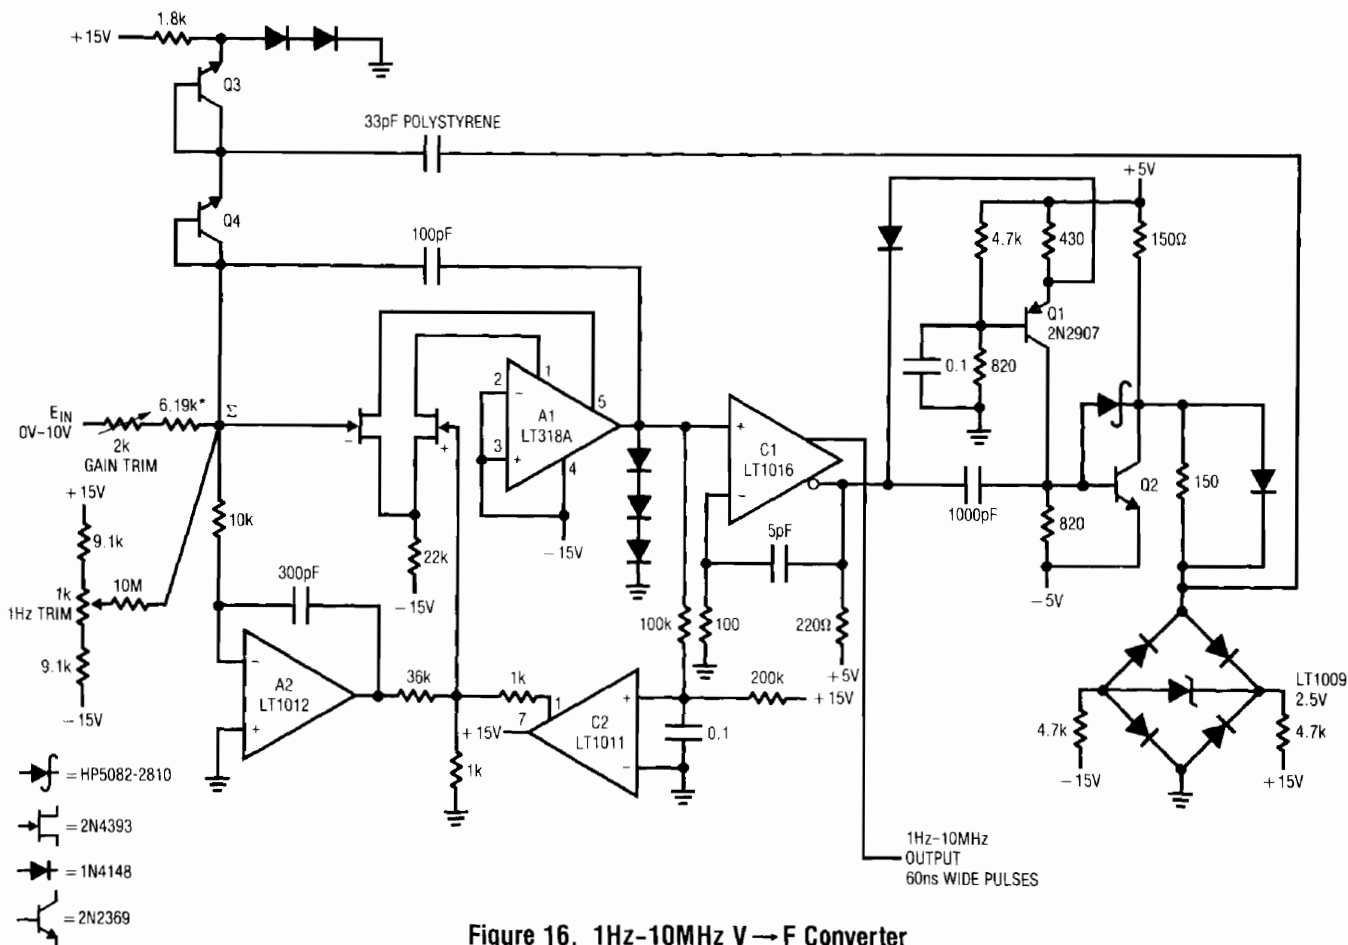 1.8k
+15V
Q3
33pF POLYSTYRENE
+5V
Q4
4.7k
430
150Ω
100pF
Q1
2N2907
0.1
820
EIN
0V–10V
6.19k*
Σ
2k
GAIN TRIM
2
1
5
A1
LT318A
3
4
−
+
−
+
−15V
+
C1
LT1016
−
Q2
150
1000pF
820
−5V
+15V
9.1k
10k
1k
1Hz TRIM
10M
9.1k
−15V
300pF
22k
−15V
5pF
100k
100
220Ω
+5V
−
A2
LT1012
+
36k
1k
1
7
+15V
C2
LT1011
+
−
200k
+15V
0.1
1k
LT1009
2.5V
4.7k
−15V
4.7k
+15V
= HP5082-2810
= 2N4393
= 1N4148
= 2N2369
1Hz–10MHz
OUTPUT
60ns WIDE PULSES
Figure 16. 1Hz–10MHz V → F Converter